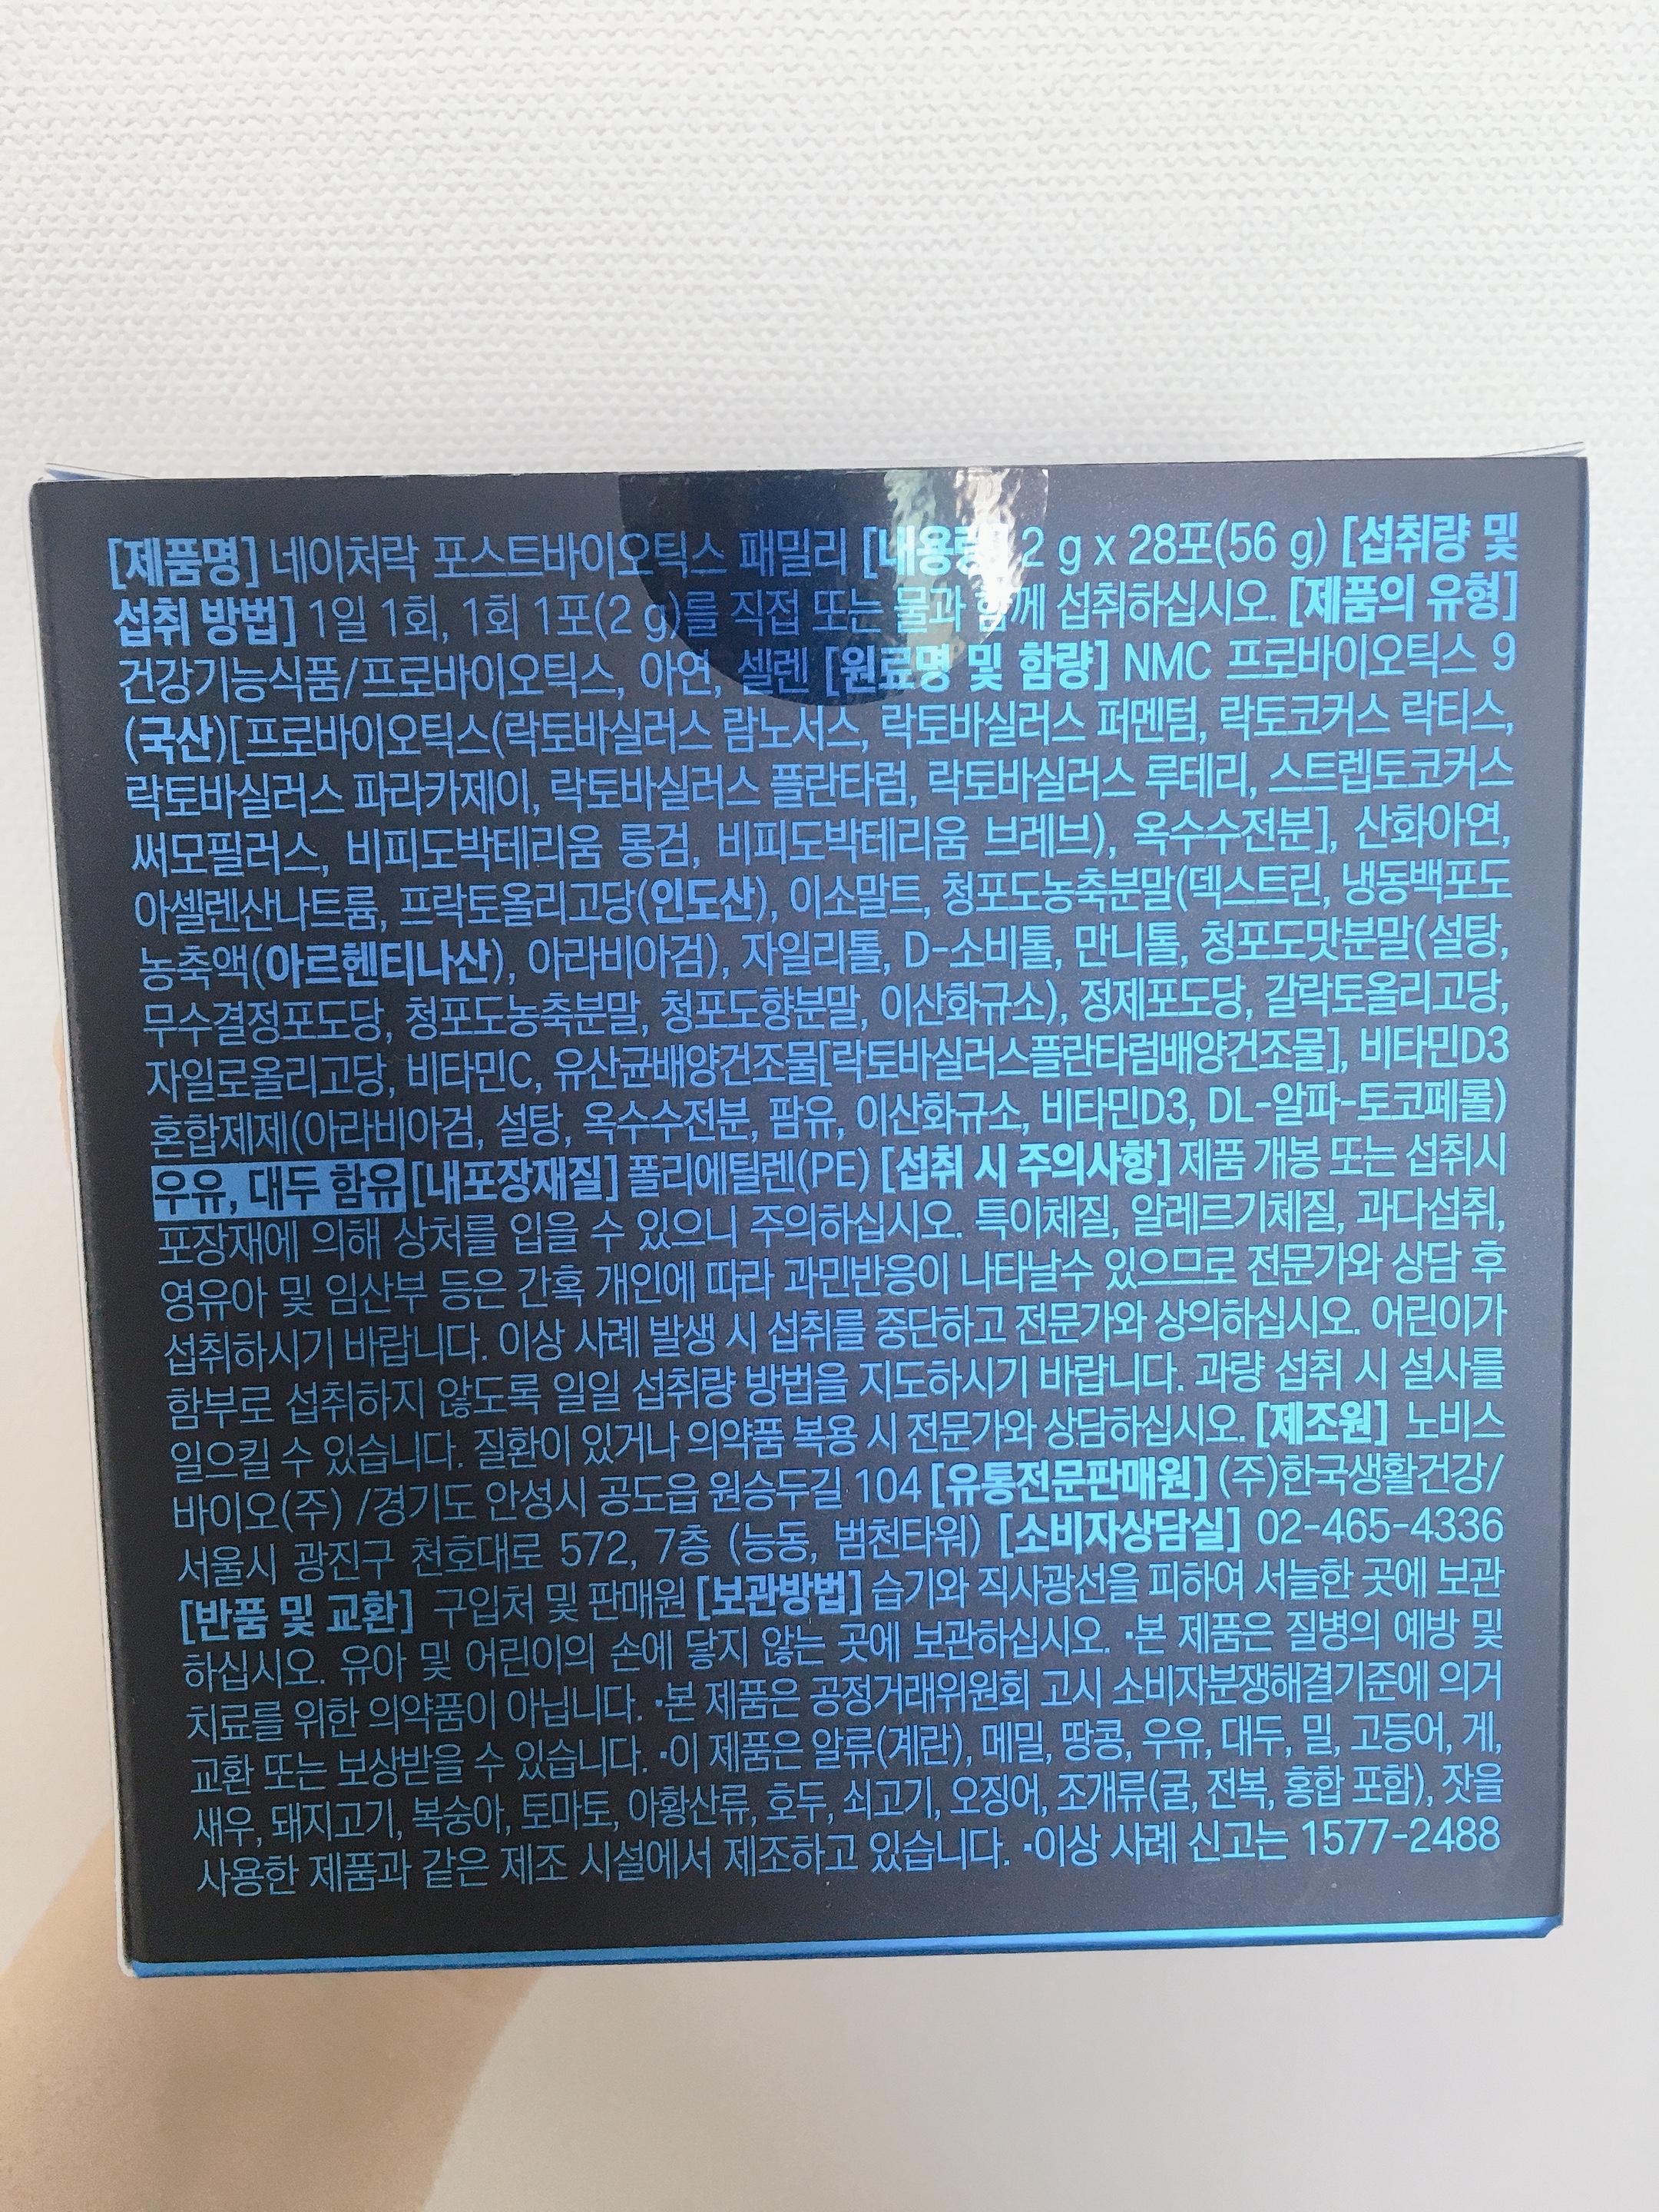 [제품명] 네이처락 포스트바이오틱스 패밀리 [내용량] 2 g x 28포(56 g) [섭취량 및
섭취 방법] 1일 1회, 1회 1포(2 g)를 직접 또는 물과 함께 섭취하십시오. [제품의 유형]
건강기능식품/프로바이오틱스, 아연, 셀렌 [원료명 및 함량] NMC 프로바이오틱스 9
(국산)[프로바이오틱스(락토바실러스 람노서스, 락토바실러스 퍼멘텀, 락토코커스 락티스,
락토바실러스 파라카제이, 락토바실러스 플란타럼, 락토바실러스 루테리, 스트렙토코커스
써모필러스, 비피도박테리움 롱검, 비피도박테리움 브레브), 옥수수전분], 산화아연,
아셀렌산나트륨, 프락토올리고당(인도산), 이소말트, 청포도농축분말(덱스트린, 냉동백포도
농축액(아르헨티나산), 아라비아검), 자일리톨, D-소비톨, 만니톨, 청포도맛분말(설탕,
무수결정포도당, 청포도농축분말, 청포도향분말, 이산화규소), 정제포도당, 갈락토올리고당,
자일로올리고당, 비타민C, 유산균배양건조물[락토바실러스플란타럼배양건조물], 비타민D3
혼합제제(아라비아검, 설탕, 옥수수전분, 팜유, 이산화규소, 비타민D3, DL-알파-토코페롤)
우유, 대두 함유 [내포장재질] 폴리에틸렌(PE) [섭취 시 주의사항] 제품 개봉 또는 섭취시
포장재에 의해 상처를 입을 수 있으니 주의하십시오. 특이체질, 알레르기체질, 과다섭취,
영유아 및 임산부 등은 간혹 개인에 따라 과민반응이 나타날수 있으므로 전문가와 상담 후
섭취하시기 바랍니다. 이상 사례 발생 시 섭취를 중단하고 전문가와 상의하십시오. 어린이가
함부로 섭취하지 않도록 일일 섭취량 방법을 지도하시기 바랍니다. 과량 섭취 시 설사를
일으킬 수 있습니다. 질환이 있거나 의약품 복용 시 전문가와 상담하십시오. [제조원] 노비스
바이오(주) /경기도 안성시 공도읍 원승두길 104 [유통전문판매원] (주)한국생활건강/
서울시 광진구 천호대로 572, 7층 (능동, 범천타워) [소비자상담실] 02-465-4336
[반품 및 교환] 구입처 및 판매원 [보관방법] 습기와 직사광선을 피하여 서늘한 곳에 보관
하십시오. 유아 및 어린이의 손에 닿지 않는 곳에 보관하십시오. •본 제품은 질병의 예방 및
치료를 위한 의약품이 아닙니다. •본 제품은 공정거래위원회 고시 소비자분쟁해결기준에 의거
교환 또는 보상받을 수 있습니다. •이 제품은 알류(계란), 메밀, 땅콩, 우유, 대두, 밀, 고등어, 게,
새우, 돼지고기, 복숭아, 토마토, 아황산류, 호두, 쇠고기, 오징어, 조개류(굴, 전복, 홍합 포함), 잣을
사용한 제품과 같은 제조 시설에서 제조하고 있습니다. •이상 사례 신고는 1577-2488